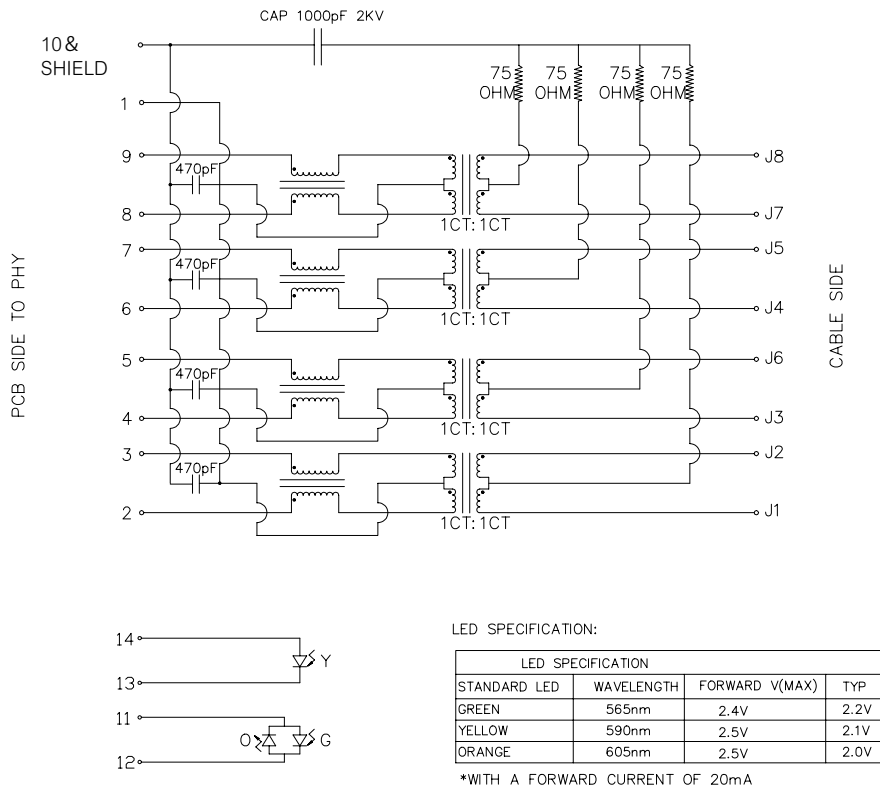 CAP 1000pF 2KV
10&
SHIELD
75
OHM
75
OHM
75
OHM
75
OHM
1
9
470pF
J8
8
J7
1CT:1CT
7
470pF
J5
6
J4
1CT:1CT
5
470pF
J6
4
J3
1CT:1CT
3
470pF
J2
2
J1
1CT:1CT
PCB SIDE TO PHY
CABLE SIDE
14
Y
13
11
O
G
12
LED SPECIFICATION:
LED SPECIFICATION
STANDARD LED WAVELENGTH FORWARD V(MAX) TYP
GREEN 565nm 2.4V 2.2V
YELLOW 590nm 2.5V 2.1V
ORANGE 605nm 2.5V 2.0V
*WITH A FORWARD CURRENT OF 20mA